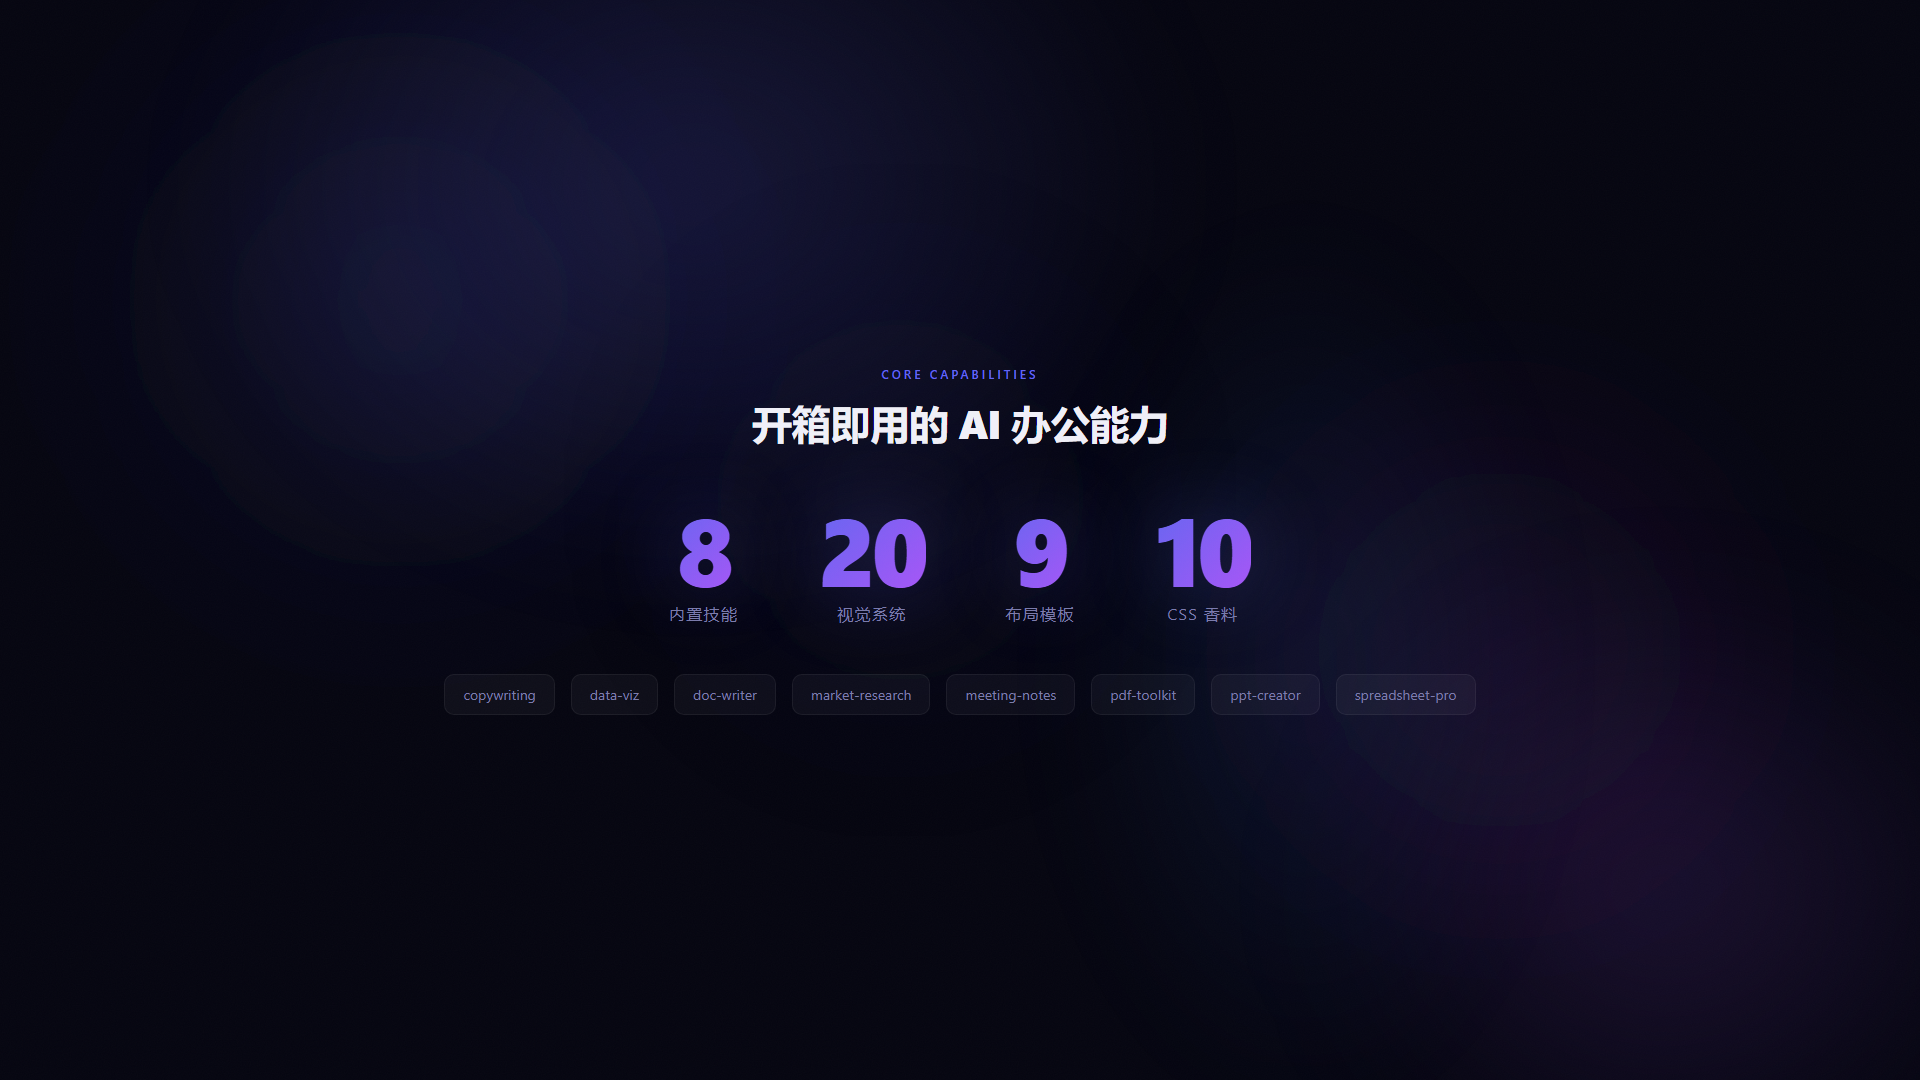 CORE CAPABILITIES
开箱即用的 AI 办公能力
8 20 9 10
内置技能 视觉系统 布局模板 CSS 香料
copywriting data-viz doc-writer market-research meeting-notes pdf-toolkit ppt-creator spreadsheet-pro